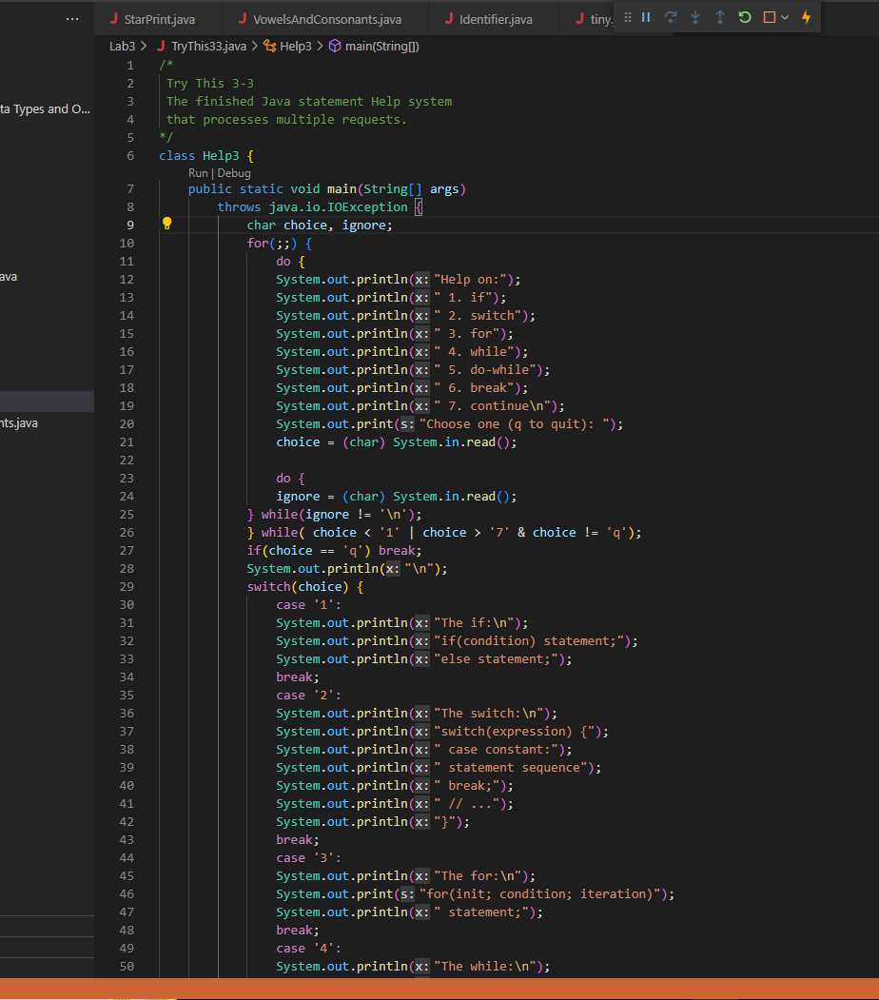 StarPrint.java VowelsAndConsonants.java Identifier.java tiny.
Lab3 > TryThis33.java > Help3 > main(String[])
ta Types and O...
ava
nts.java
1 /*
2 Try This 3-3
3 The finished Java statement Help system
4 that processes multiple requests.
5 */
6 class Help3 {
Run | Debug
7 public static void main(String[] args)
8 throws java.io.IOException {
9 char choice, ignore;
10 for(;;) {
11 do {
12 System.out.println(x: "Help on:");
13 System.out.println(x: " 1. if");
14 System.out.println(x: " 2. switch");
15 System.out.println(x: " 3. for");
16 System.out.println(x: " 4. while");
17 System.out.println(x: " 5. do-while");
18 System.out.println(x: " 6. break");
19 System.out.println(x: " 7. continue\n");
20 System.out.print(s: "Choose one (q to quit): ");
21 choice = (char) System.in.read();
22
23 do {
24 ignore = (char) System.in.read();
25 } while(ignore != '\n');
26 } while( choice < '1' | choice > '7' & choice != 'q');
27 if(choice == 'q') break;
28 System.out.println(x: "\n");
29 switch(choice) {
30 case '1':
31 System.out.println(x: "The if:\n");
32 System.out.println(x: "if(condition) statement;");
33 System.out.println(x: "else statement;");
34 break;
35 case '2':
36 System.out.println(x: "The switch:\n");
37 System.out.println(x: "switch(expression) {");
38 System.out.println(x: " case constant:");
39 System.out.println(x: " statement sequence");
40 System.out.println(x: " break;");
41 System.out.println(x: " // ...");
42 System.out.println(x: "}");
43 break;
44 case '3':
45 System.out.println(x: "The for:\n");
46 System.out.print(s: "for(init; condition; iteration)");
47 System.out.println(x: " statement;");
48 break;
49 case '4':
50 System.out.println(x: "The while:\n");